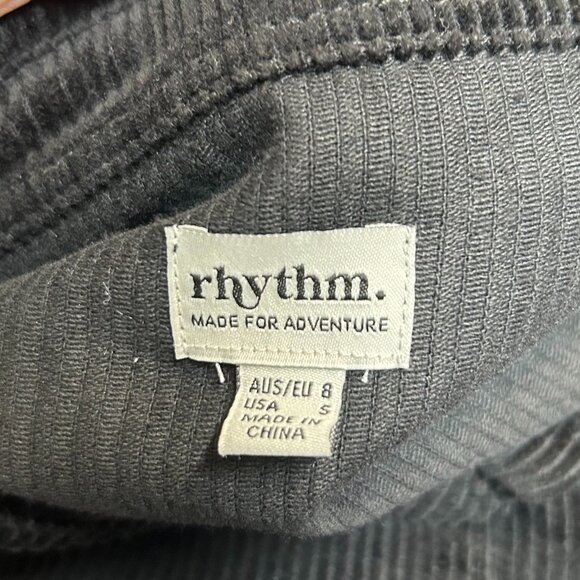 rhythm.
MADE FOR ADVENTURE
AUS/EU 8
USA S
MADE IN
CHINA